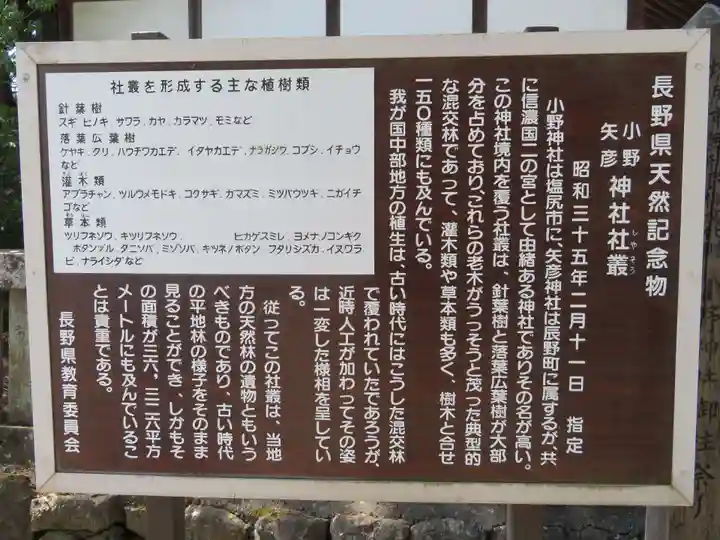 長野県天然記念物
小野
矢彦
神社社叢
しやそう
昭和三十五年二月十一日 指定
小野神社は塩尻市に、矢彦神社は辰野町に属するが、共
に信濃国二の宮として由緒ある神社でありその名が高い。
この神社境内を覆う社叢は、針葉樹と落葉広葉樹が大部
分を占めており、これらの老木がうっそうと茂った典型的
な混交林であって、灌木類や草本類も多く、樹木と合せ
一五〇種類にも及んでいる。
我が国中部地方の植生は、古い時代にはこうした混交林
で覆われていたであろうが、
近時人工が加わってその姿
は一変した様相を呈してい
る。
従つてこの社叢は、当地
方の天然林の遺物ともいう
べきものであり、古い時代
の平地林の様子をそのまま
見ることができ、しかもそ
の面積が三六，三二六平方
メートルにも及んでいるこ
とは貴重である。
長野県教育委員会
社叢を形成する主な植樹類
針葉樹
スギ ヒノキ サワラ、カヤ、カラマツ、モミなど
落葉広葉樹
ケヤキ、クリ、ハウチワカエデ、イタヤカエデ、ナラガシワ、コブシ、イチョウ
など
灌木類
アブラチャン、ツルウメモドキ、コクサギ、カマズミ、ミツバウツキ、ニガイチ
ゴなど
草本類
ツリフネソウ、キツリフネソウ、 ヒカゲスミレ、ヨメナノコンギク
ボタンヅル、タニソバ、ミゾソバ、キツネノボタン フタリシズカ、イヌワラ
ビ、ナライシダなど